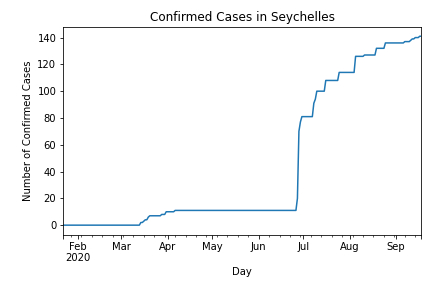 Confirmed Cases in Seychelles
Number of Confirmed Cases
140
120
100
80
60
40
20
0
Feb Mar Apr May Jun Jul Aug Sep
2020
Day